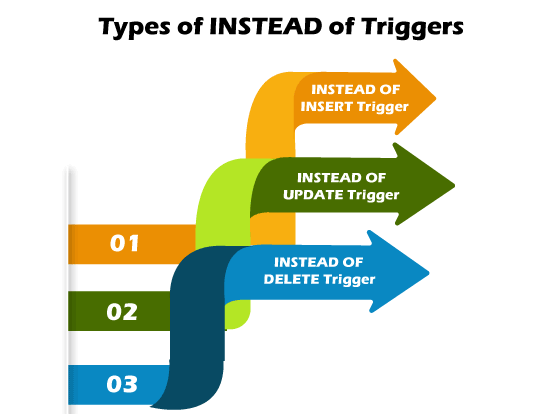 Types of INSTEAD of Triggers
INSTEAD OF
INSERT Trigger
INSTEAD OF
UPDATE Trigger
01
INSTEAD OF
DELETE Trigger
02
03